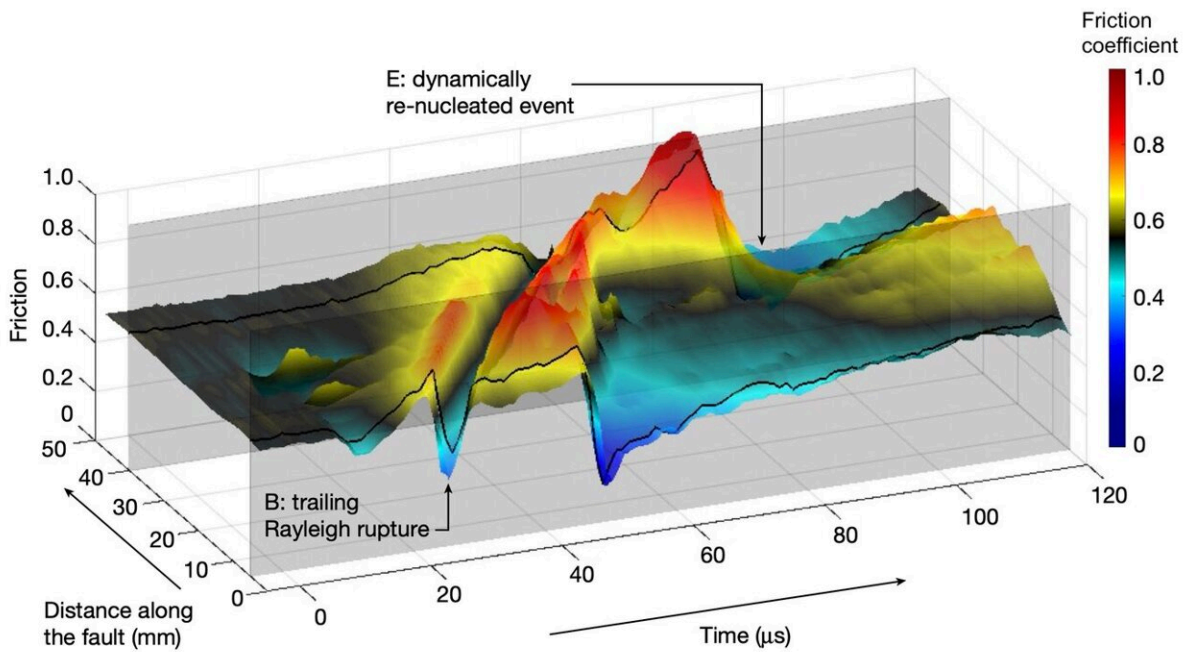 Friction
coefficient
1.0
0.8
0.6
0.4
0.2
0
E: dynamically
re-nucleated event
1.0
0.8
0.6
0.4
0.2
0
Friction
50
40
30
20
10
0
B: trailing
Rayleigh rupture
0
20
40
60
80
100
120
Distance along
the fault (mm)
Time (μs)